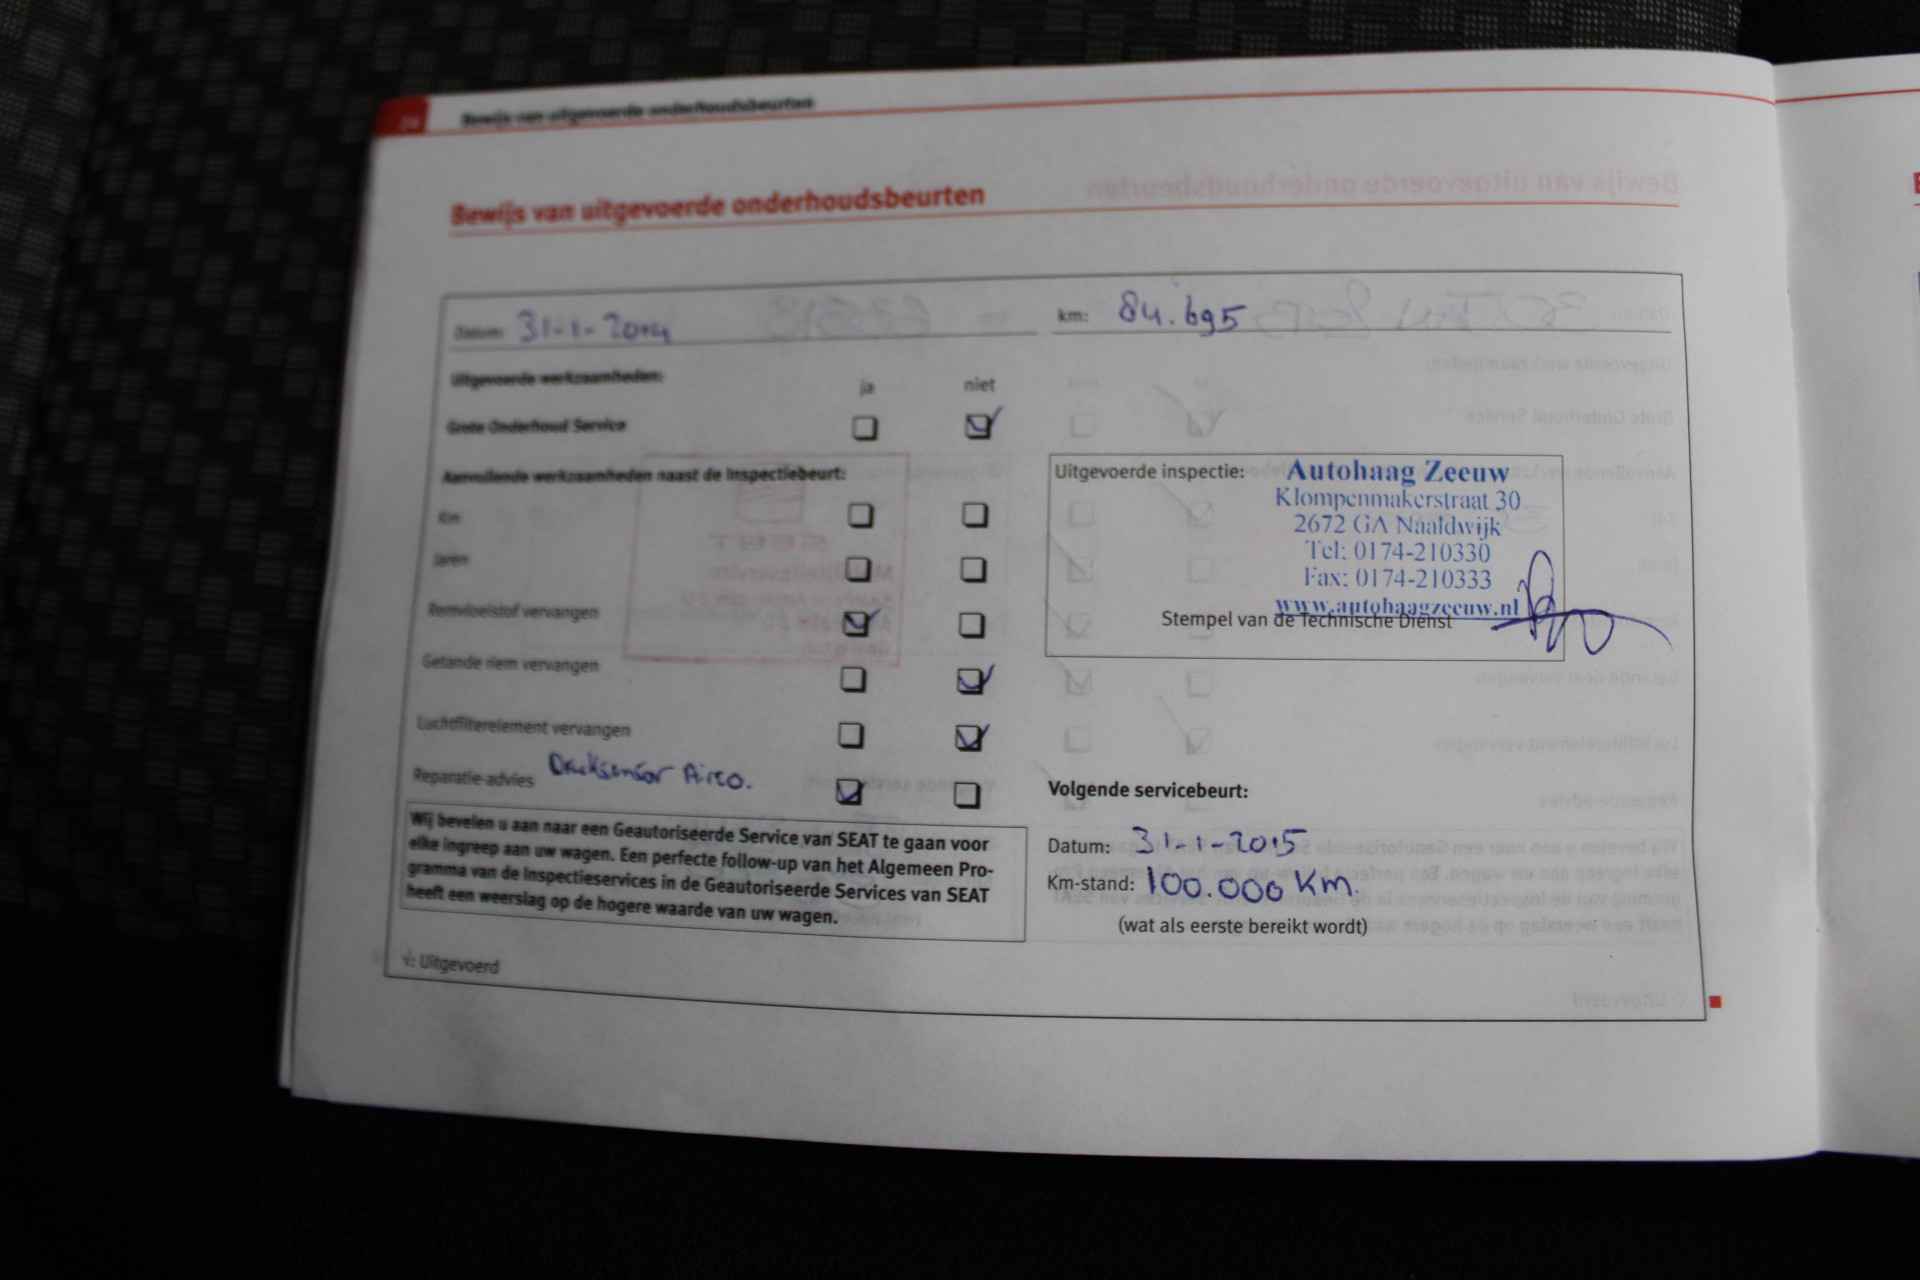 Bewijs van uitgevoerde onderhoudsbeurten
Bewijs van uitgevoerde onderhoudsbeurten
Datum: 31-1-2014
km: 84.695
Uitgevoerde werkzaamheden: ja niet
Grote Onderhoud Service
Aanvullende werkzaamheden naast de Inspectiebeurt:
Km
Jaren
Remvloeistof vervangen
Getande riem vervangen
Luchtfilterelement vervangen
Reparatie-advies Druksensor Airco.
Wij bevelen u aan naar een Geautoriseerde Service van SEAT te gaan voor
elke ingreep aan uw wagen. Een perfecte follow-up van het Algemeen Pro-
gramma van de Inspectieservices in de Geautoriseerde Services van SEAT
heeft een weerslag op de hogere waarde van uw wagen.
√: Uitgevoerd
Uitgevoerde inspectie:
Autohaag Zeeuw
Klompenmakerstraat 30
2672 GA Naaldwijk
Tel: 0174-210330
Fax: 0174-210333
www.autohaagzeeuw.nl
Stempel van de Technische Dienst
Volgende servicebeurt:
Datum: 31-1-2015
Km-stand: 100.000 Km.
(wat als eerste bereikt wordt)